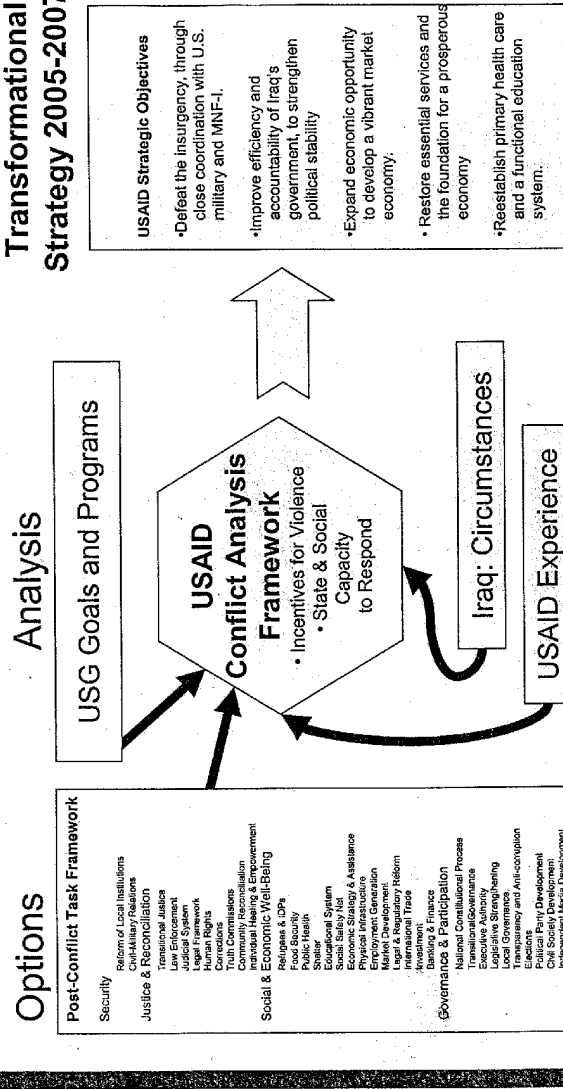 Options
Post-Conflict Task Framework
Security
Reform of Local Institutions
Civil-Military Relations
Justice & Reconciliation
Transitional Justice
Law Enforcement
Judicial System
Legal Framework
Human Rights
Corrections
Truth Commissions
Community Reconciliation
Individual Healing & Empowerment
Social & Economic Well-Being
Refugees & IDPs
Food Security
Public Health
Shelter
Educational System
Social Safety Net
Economic Strategy & Assistance
Physical Infrastructure
Employment Generation
Market Development
Legal & Regulatory Reform
International Trade
Investment
Banking & Finance
Governance & Participation
National Constitutional Process
TransitionalGovernance
Executive Authority
Legislative Strengthening
Local Governance
Transparency and Anti-corruption
Elections
Political Party Development
Civil Society Development
Independent Media Development
Analysis
USG Goals and Programs
USAID
Conflict Analysis
Framework
• Incentives for Violence
• State & Social
Capacity
to Respond
Iraq: Circumstances
USAID Experience
Transformational
Strategy 2005-2007
USAID Strategic Objectives
•Defeat the insurgency, through
close coordination with U.S.
military and MNF-I.
•Improve efficiency and
accountability of Iraq's
government, to strengthen
political stability
•Expand economic opportunity
to develop a vibrant market
economy.
• Restore essential services and
the foundation for a prosperous
economy
•Reestablish primary health care
and a functional education
system.